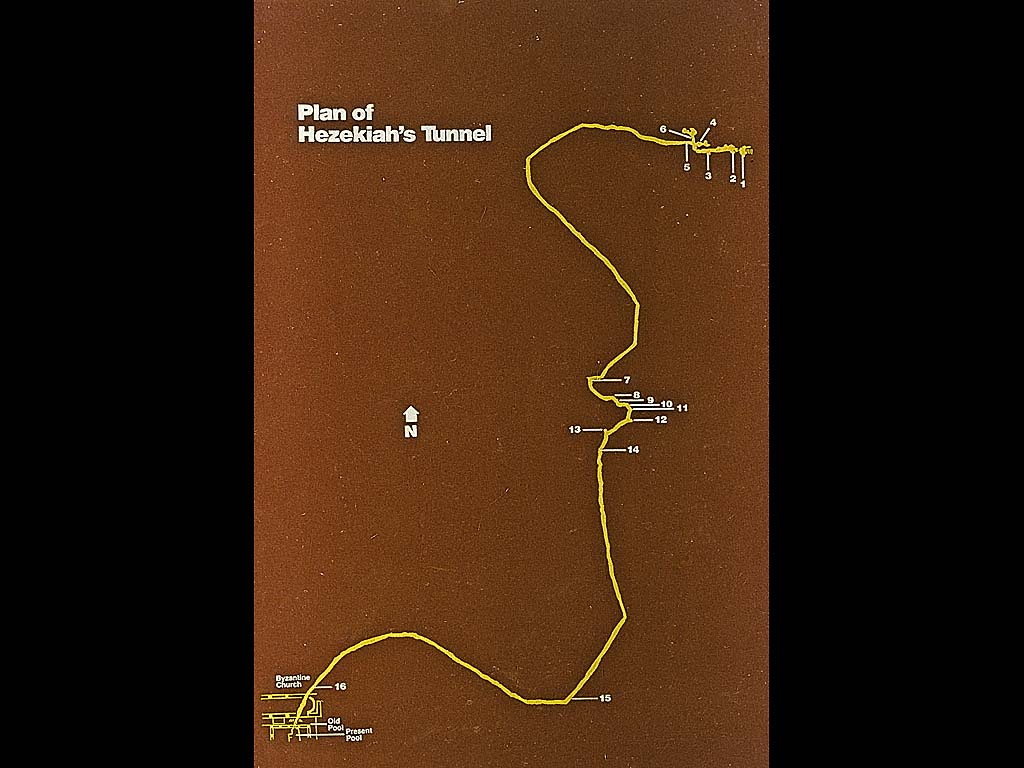 Plan of
Hezekiah's Tunnel
6
4
5
3
2
1
7
8
9
10
11
12
13
14
N
15
Byzantine
Church
16
Old
Pool
Present
Pool